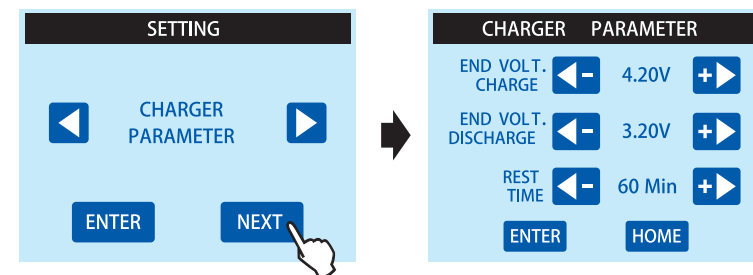 SETTING
CHARGER
PARAMETER
ENTER NEXT
CHARGER PARAMETER
END VOLT.
CHARGE - 4.20V +
END VOLT.
DISCHARGE - 3.20V +
REST
TIME - 60 Min +
ENTER HOME